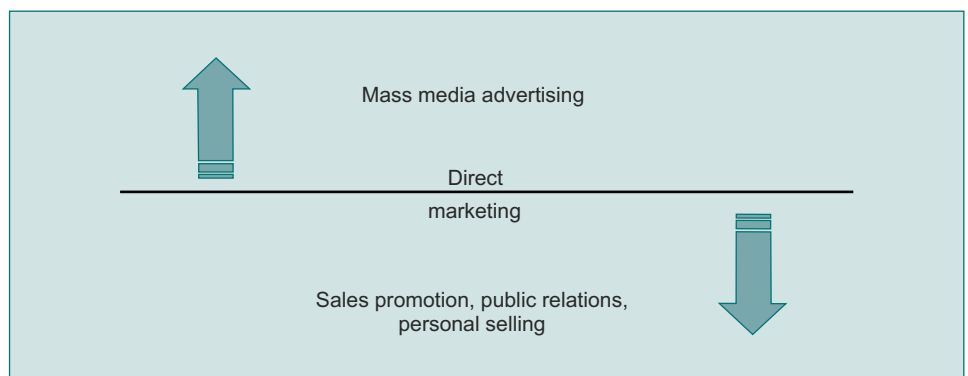 Mass media advertising
Direct
marketing
Sales promotion, public relations,
personal selling